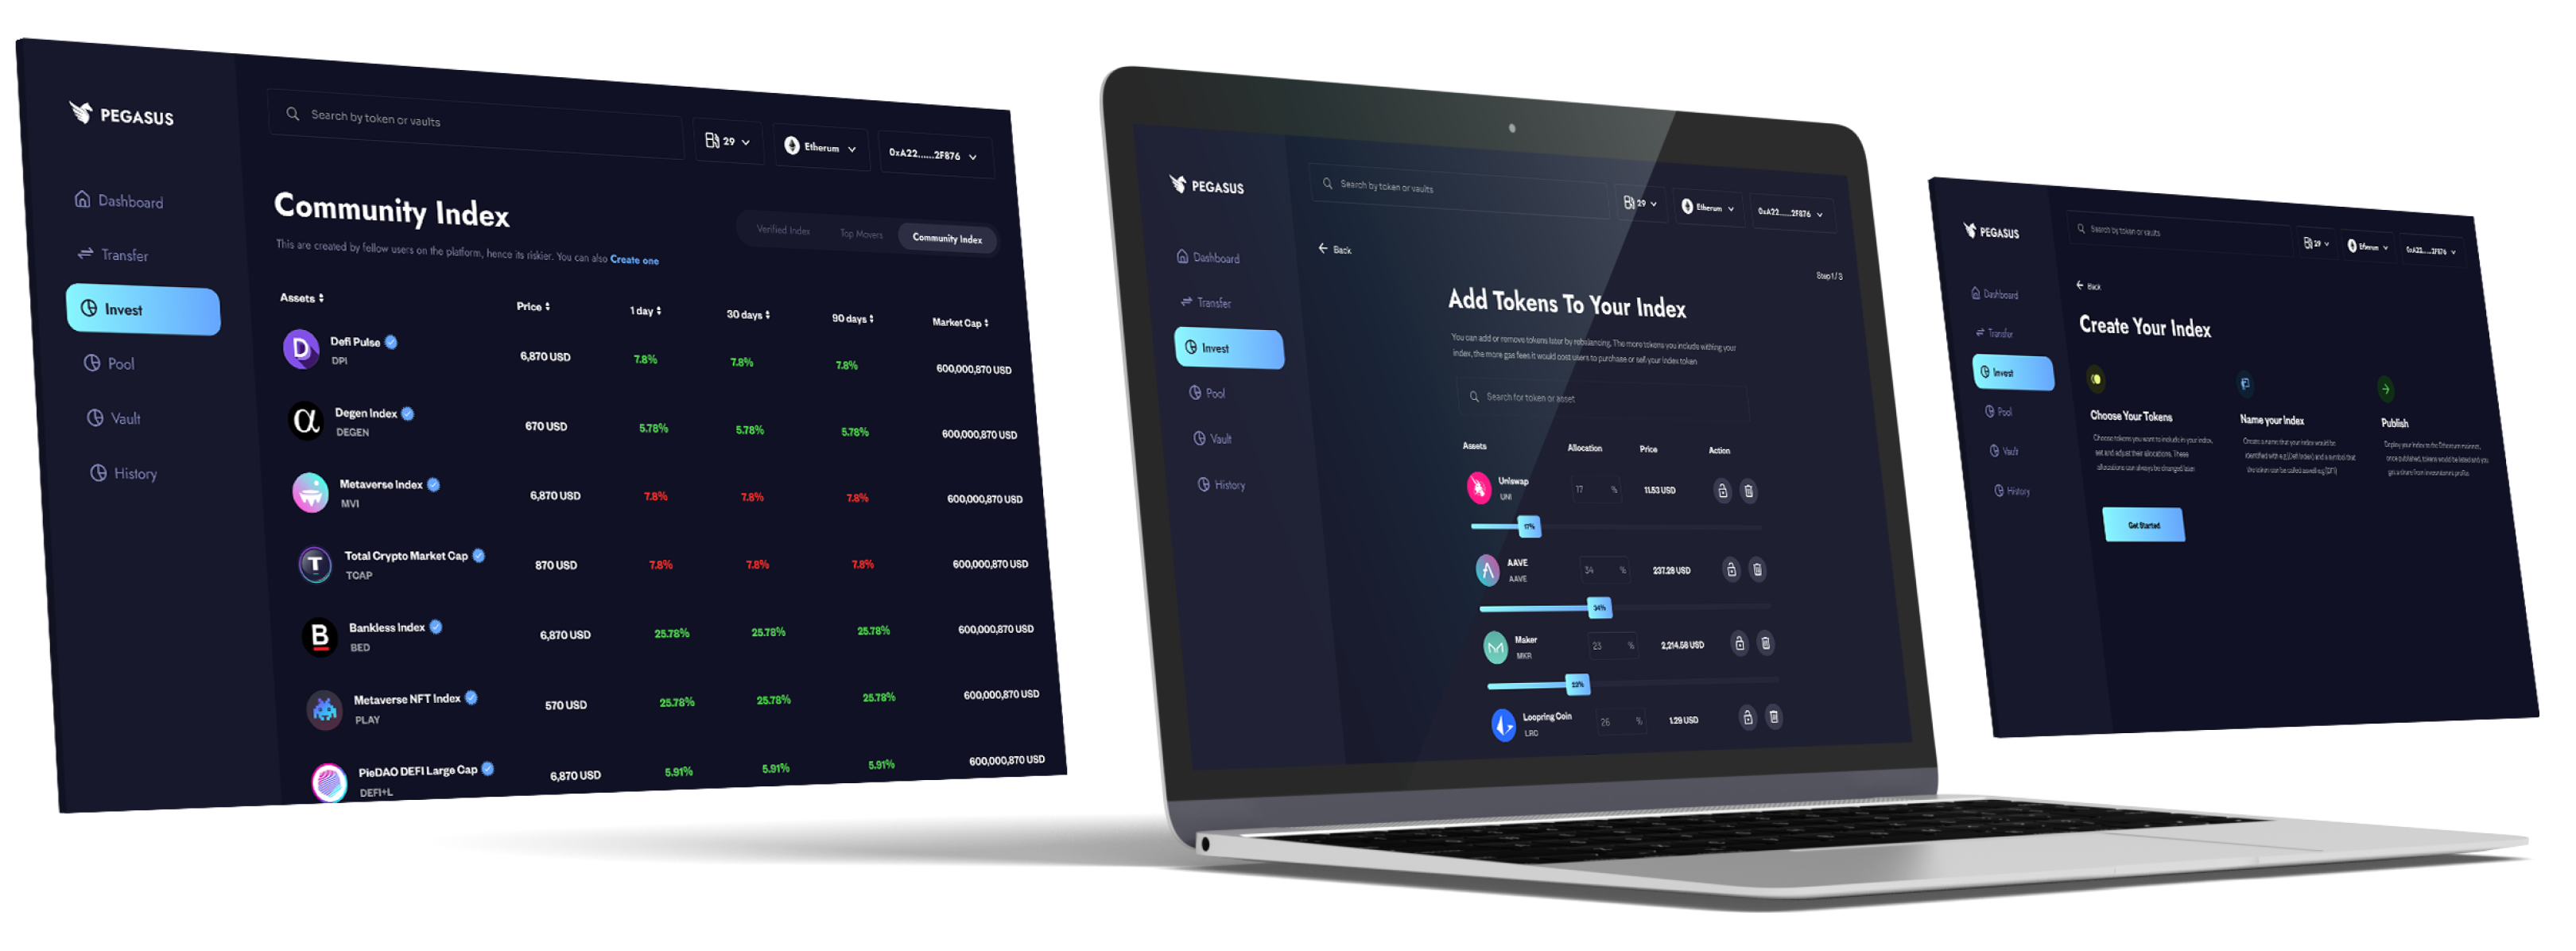 PEGASUS
Search by token or vaults
29
Etherum
0xA22......2F876
Dashboard
Transfer
Invest
Pool
Vault
History
Community Index
This are created by fellow users on the platform, hence its riskier. You can also Create one
Verified Index
Top Movers
Community Index
Assets
Price
1 day
30 days
90 days
Market Cap
Defi Pulse
DPI
6,870 USD
7.8%
7.8%
7.8%
600,000,870 USD
Degen Index
DEGEN
670 USD
5.78%
5.78%
5.78%
600,000,870 USD
Metaverse Index
MVI
6,870 USD
7.8%
7.8%
7.8%
600,000,870 USD
Total Crypto Market Cap
TCAP
870 USD
7.8%
7.8%
7.8%
600,000,870 USD
Bankless Index
BED
6,870 USD
25.78%
25.78%
25.78%
600,000,870 USD
Metaverse NFT Index
PLAY
570 USD
25.78%
25.78%
25.78%
600,000,870 USD
PieDAO DEFI Large Cap
DEFI+L
6,870 USD
5.91%
5.91%
5.91%
600,000,870 USD
PEGASUS
Search by token or vaults
29
Etherum
0xA22......2F876
Dashboard
Transfer
Invest
Pool
Vault
History
Back
Step 1 / 3
Add Tokens To Your Index
You can add or remove tokens later by rebalancing. The more tokens you include withing your
index, the more gas fees it would cost users to purchase or sell your index token
Search for token or asset
Assets
Allocation
Price
Action
Uniswap
UNI
17 %
11.53 USD
17%
AAVE
AAVE
34 %
237.28 USD
34%
Maker
MKR
23 %
2,214.58 USD
23%
Loopring Coin
LRC
26 %
1.29 USD
PEGASUS
Search by token or vaults
29
Etherum
0xA22......2F876
Dashboard
Transfer
Invest
Pool
Vault
History
Back
Create Your Index
Choose Your Tokens
Choose tokens you want to include in your index,
set and adjust their allocations. These
allocations can always be changed later
Name your Index
Create a name that your index would be
identified with e.g(Defi Index) and a symbol that
the token can be called as well e.g(DFI)
Publish
Deploy your index to the Ethereum mainnet,
once published, tokens would be listed and you
get a share from investments profits.
Get Started